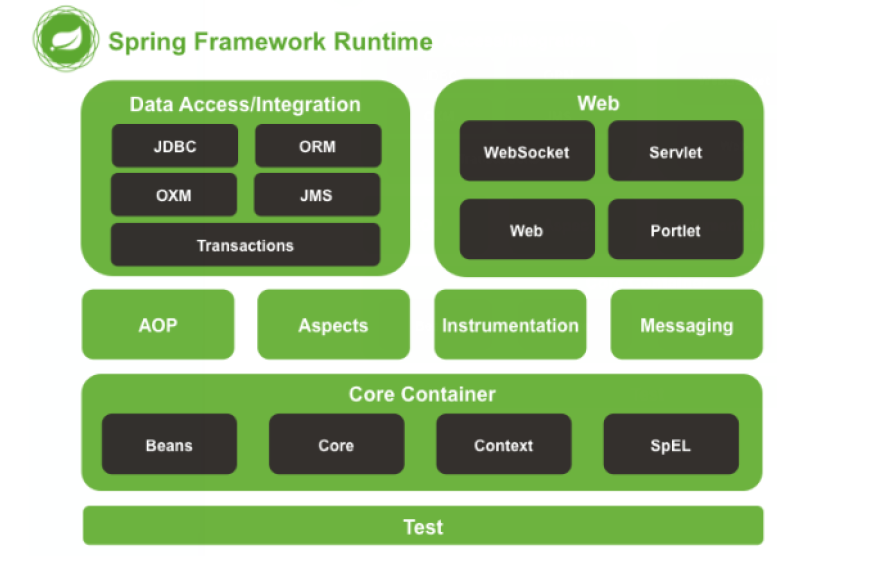 Spring Framework Runtime
Data Access/Integration
JDBC
ORM
OXM
JMS
Transactions
Web
WebSocket
Servlet
Web
Portlet
AOP
Aspects
Instrumentation
Messaging
Core Container
Beans
Core
Context
SpEL
Test